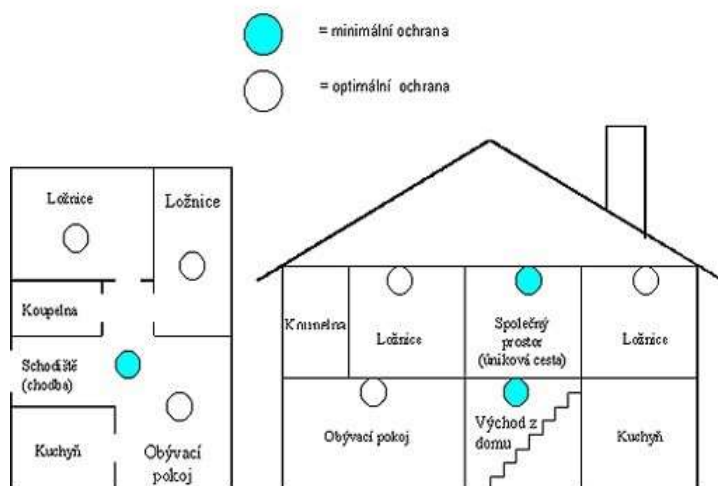 = minimální ochrana
= optimální ochrana
Ložnice
Ložnice
Koupelna
Schodiště
(chodba)
Kuchyň
Obývací
pokoj
Koupelna
Ložnice
Společný
prostor
(úniková cesta)
Ložnice
Obývací pokoj
Východ z
domu
Kuchyň